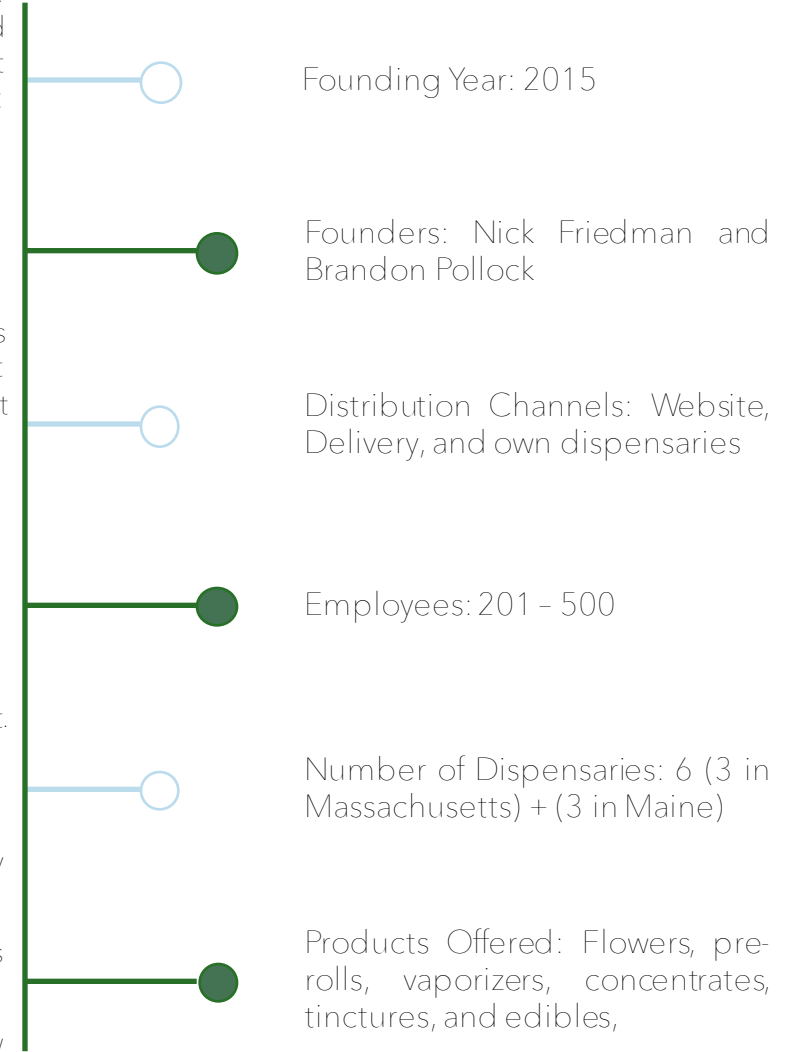 Founding Year: 2015
Founders: Nick Friedman and
Brandon Pollock
Distribution Channels: Website,
Delivery, and own dispensaries
Employees: 201 – 500
Number of Dispensaries: 6 (3 in
Massachusetts) + (3 in Maine)
Products Offered: Flowers, pre-
rolls, vaporizers, concentrates,
tinctures, and edibles,